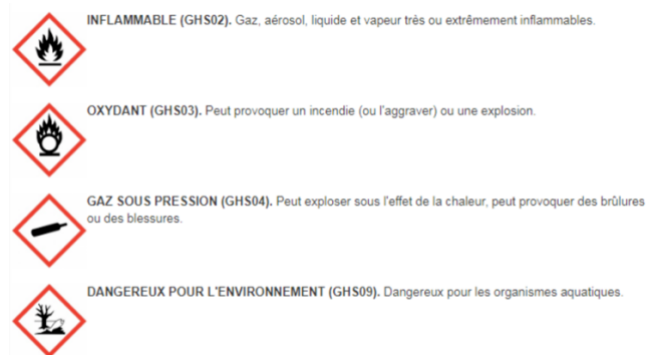 INFLAMMABLE (GHS02). Gaz, aérosol, liquide et vapeur très ou extrêmement inflammables.
OXYDANT (GHS03). Peut provoquer un incendie (ou l'aggraver) ou une explosion.
GAZ SOUS PRESSION (GHS04). Peut exploser sous l'effet de la chaleur, peut provoquer des brûlures
ou des blessures.
DANGEREUX POUR L'ENVIRONNEMENT (GHS09). Dangereux pour les organismes aquatiques.